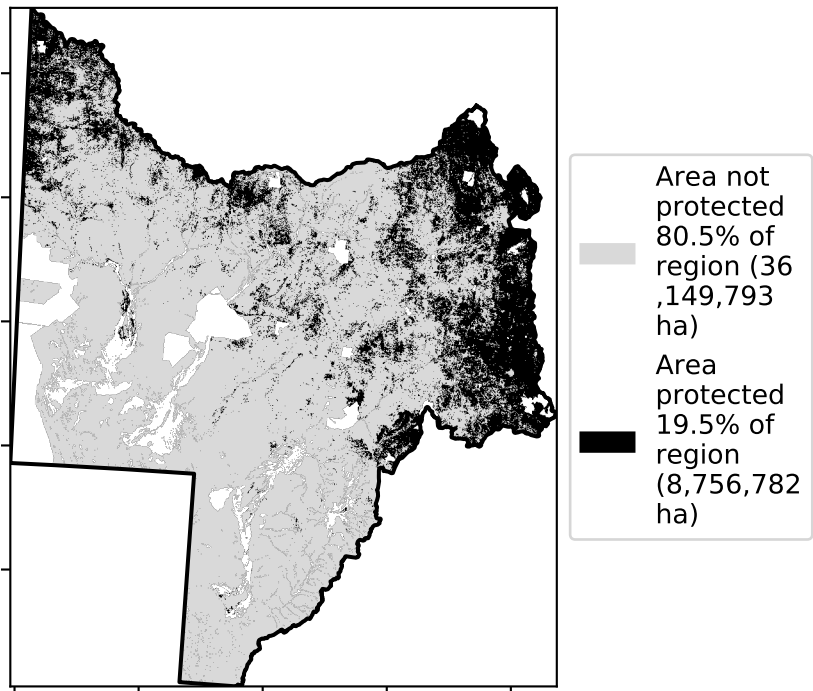 Area not
protected
80.5% of
region (36
,149,793
ha)
Area
protected
19.5% of
region
(8,756,782
ha)